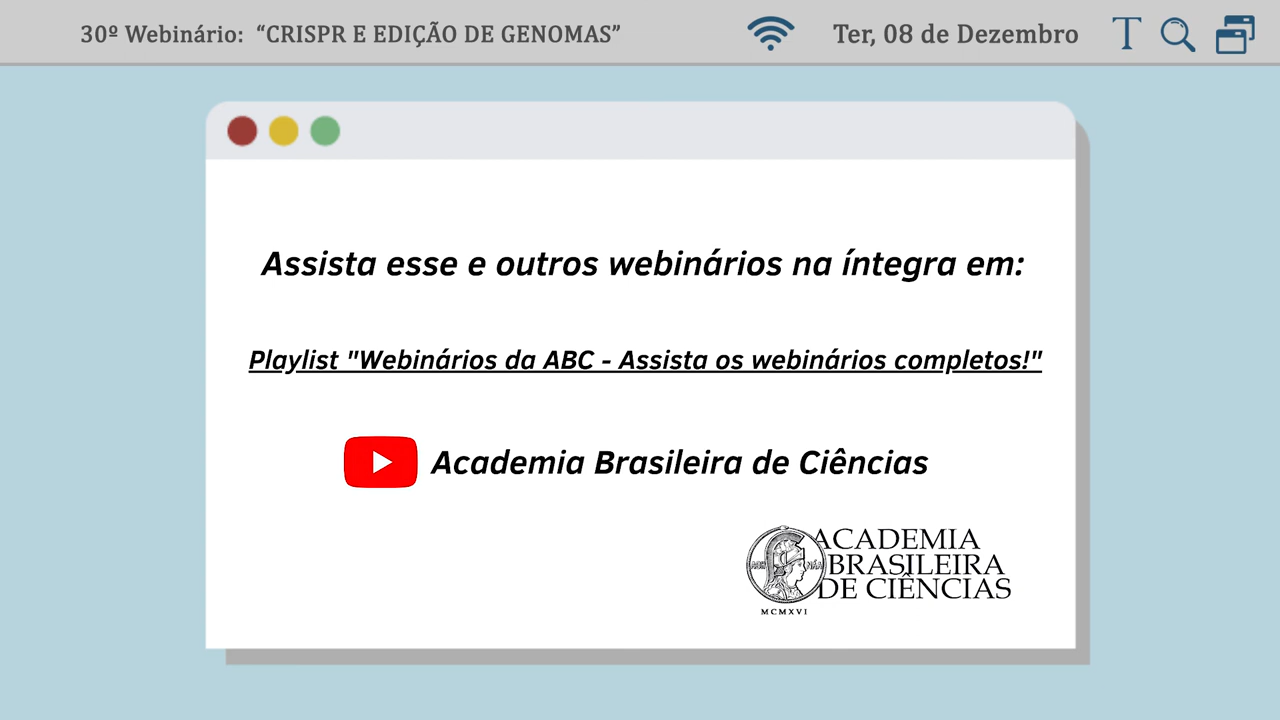 30º Webinário: “CRISPR E EDIÇÃO DE GENOMAS”
Ter, 08 de Dezembro
T
Assista esse e outros webinários na íntegra em:
Playlist "Webinários da ABC - Assista os webinários completos!"
Academia Brasileira de Ciências
ACADEMIA
BRASILEIRA
DE CIÊNCIAS
MCMXVI